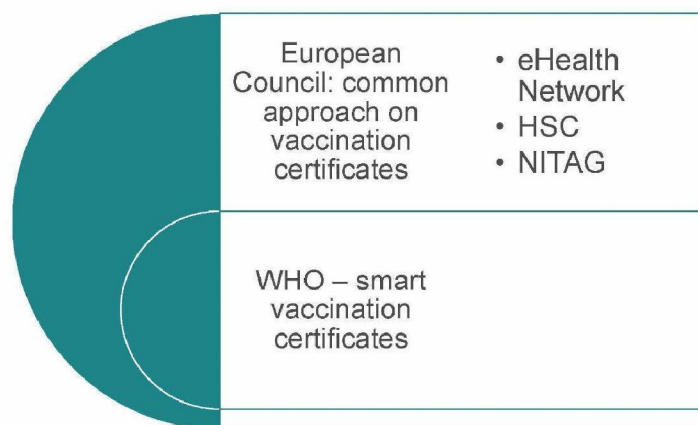 European
Council: common
approach on
vaccination
certificates
• eHealth
Network
• HSC
• NITAG
WHO – smart
vaccination
certificates